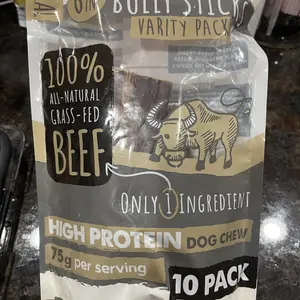 BULLY STICKS
VARITY PACK
100%
ALL-NATURAL
GRASS-FED
BEEF
ONLY 1 INGREDIENT
HIGH PROTEIN DOG CHEW
75g per serving
10 PACK